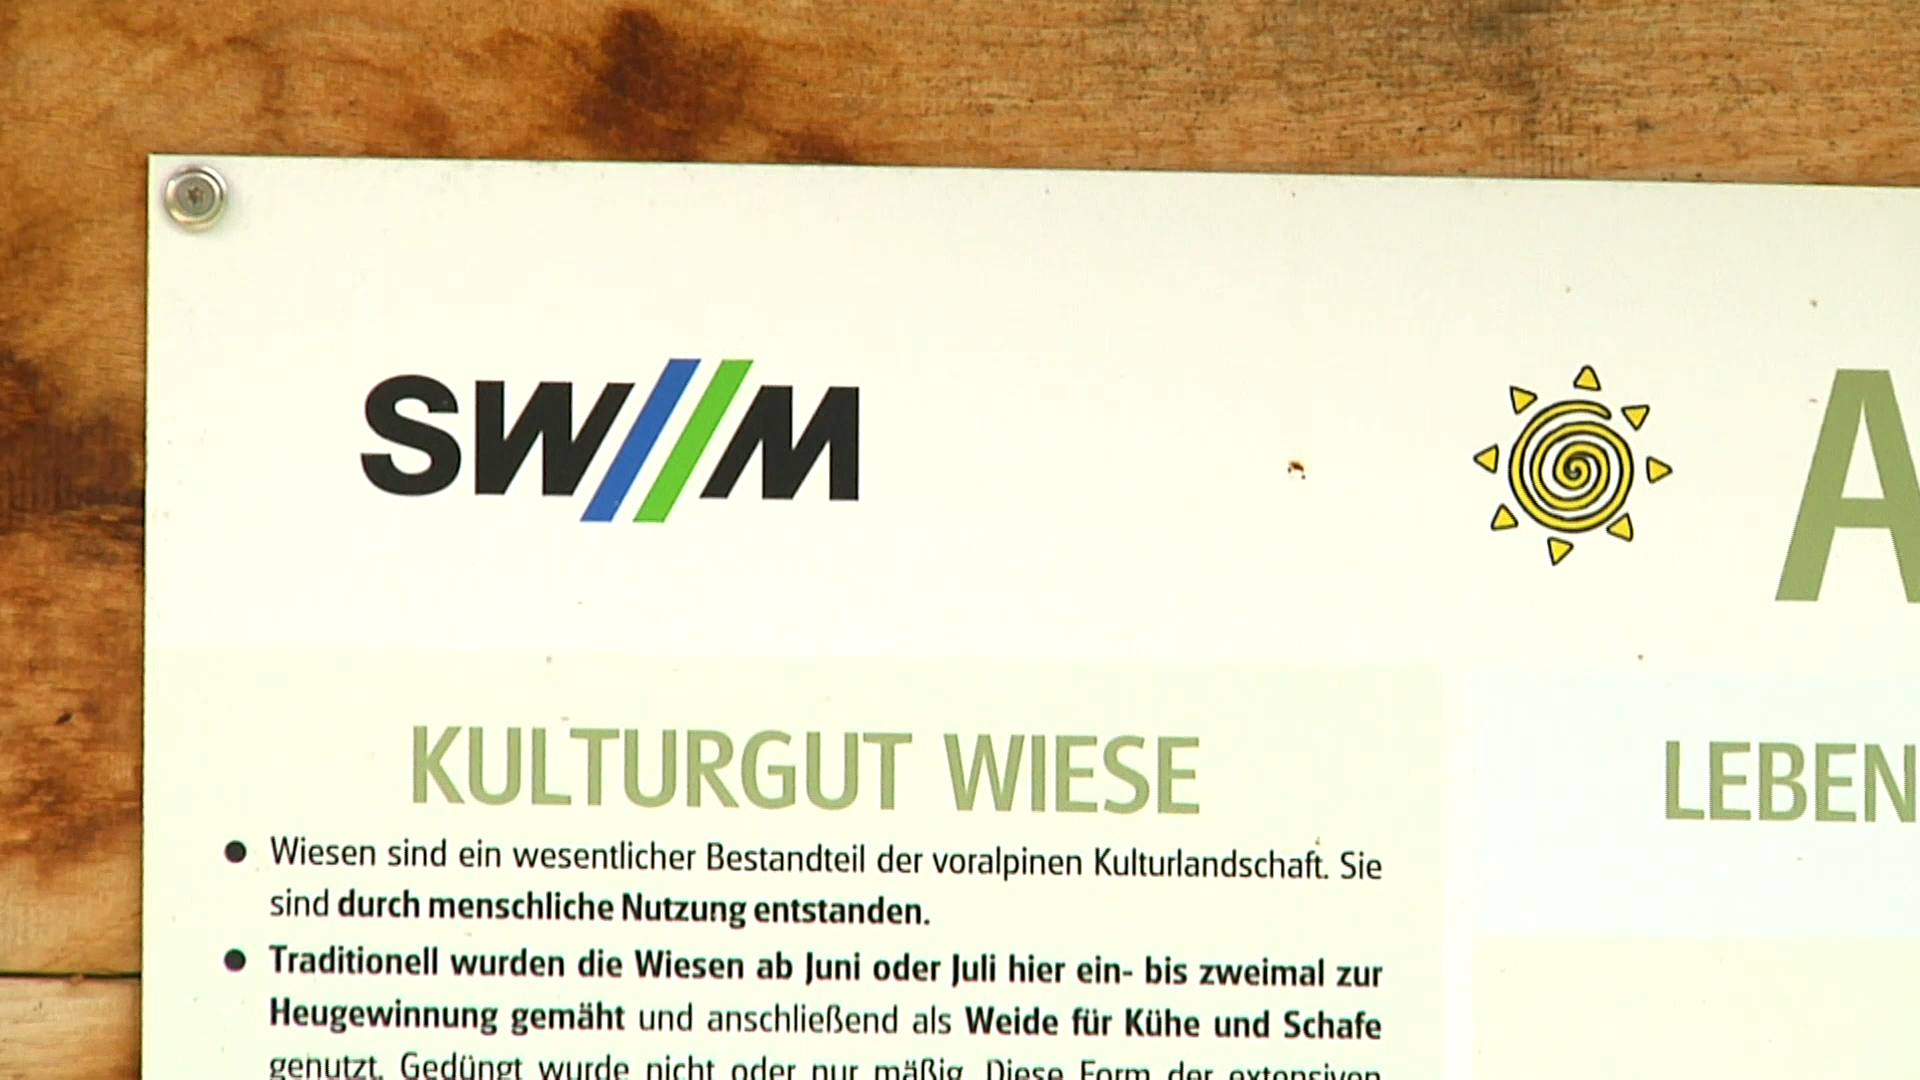 SW//M
A
KULTURGUT WIESE
LEBEN
● Wiesen sind ein wesentlicher Bestandteil der voralpinen Kulturlandschaft. Sie
sind durch menschliche Nutzung entstanden.
● Traditionell wurden die Wiesen ab Juni oder Juli hier ein- bis zweimal zur
Heugewinnung gemäht und anschließend als Weide für Kühe und Schafe
genutzt. Gedüngt wurde nicht oder nur mäßig. Diese Form der extensiven